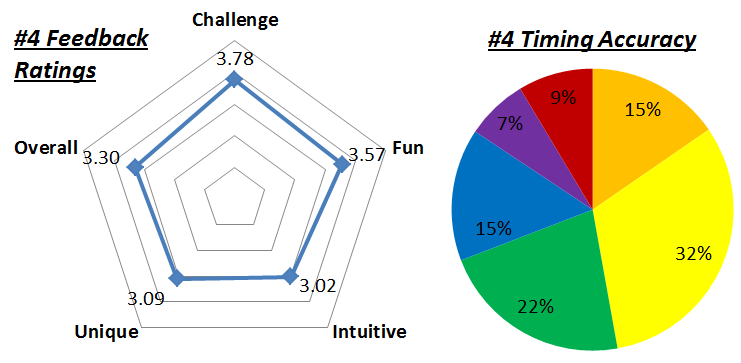 #4 Feedback
Ratings
Challenge
3.78
Overall
3.30
3.57
Fun
3.09
3.02
Unique
Intuitive
#4 Timing Accuracy
9%
15%
7%
15%
32%
22%